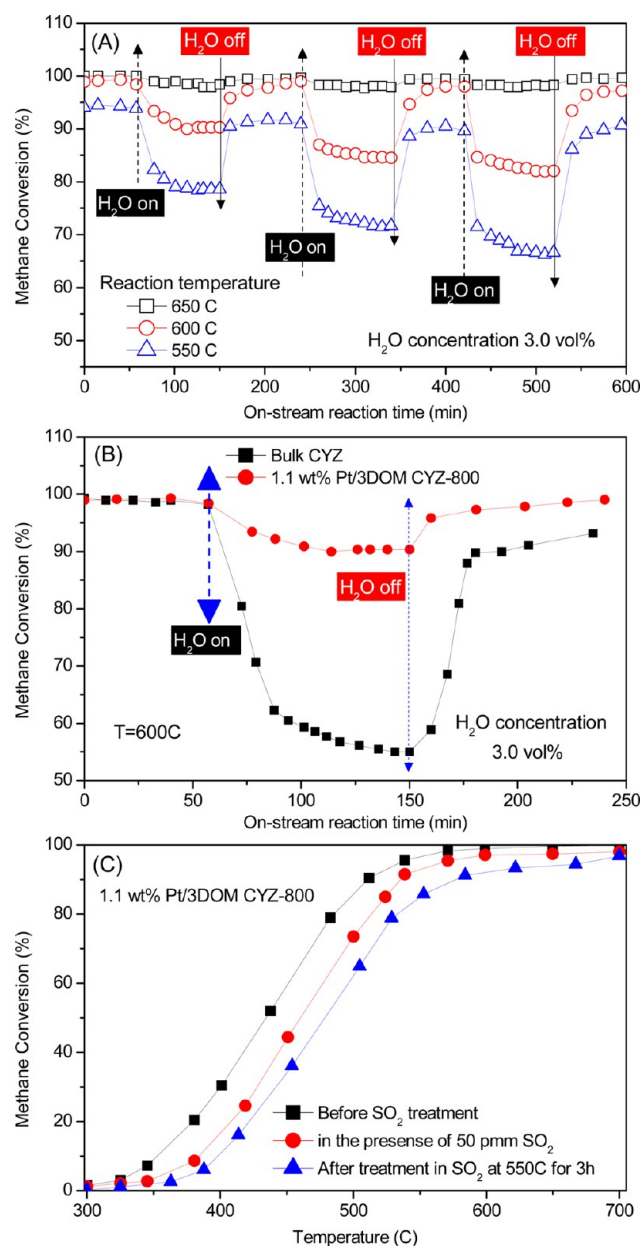 (A)
H2O off
H2O off
H2O off
H2O on
H2O on
H2O on
Reaction temperature
650 C
600 C
550 C
H2O concentration 3.0 vol%
Methane Conversion (%)
110
100
90
80
70
60
50
0 100 200 300 400 500 600
On-stream reaction time (min)
(B)
Bulk CYZ
1.1 wt% Pt/3DOM CYZ-800
H2O off
H2O on
T=600C
H2O concentration
3.0 vol%
Methane Conversion (%)
110
100
90
80
70
60
50
0 50 100 150 200 250
On-stream reaction time (min)
(C)
1.1 wt% Pt/3DOM CYZ-800
Before SO2 treatment
in the presense of 50 pmm SO2
After treatment in SO2 at 550C for 3h
Methane Conversion (%)
100
80
60
40
20
0
300 400 500 600 700
Temperature (C)